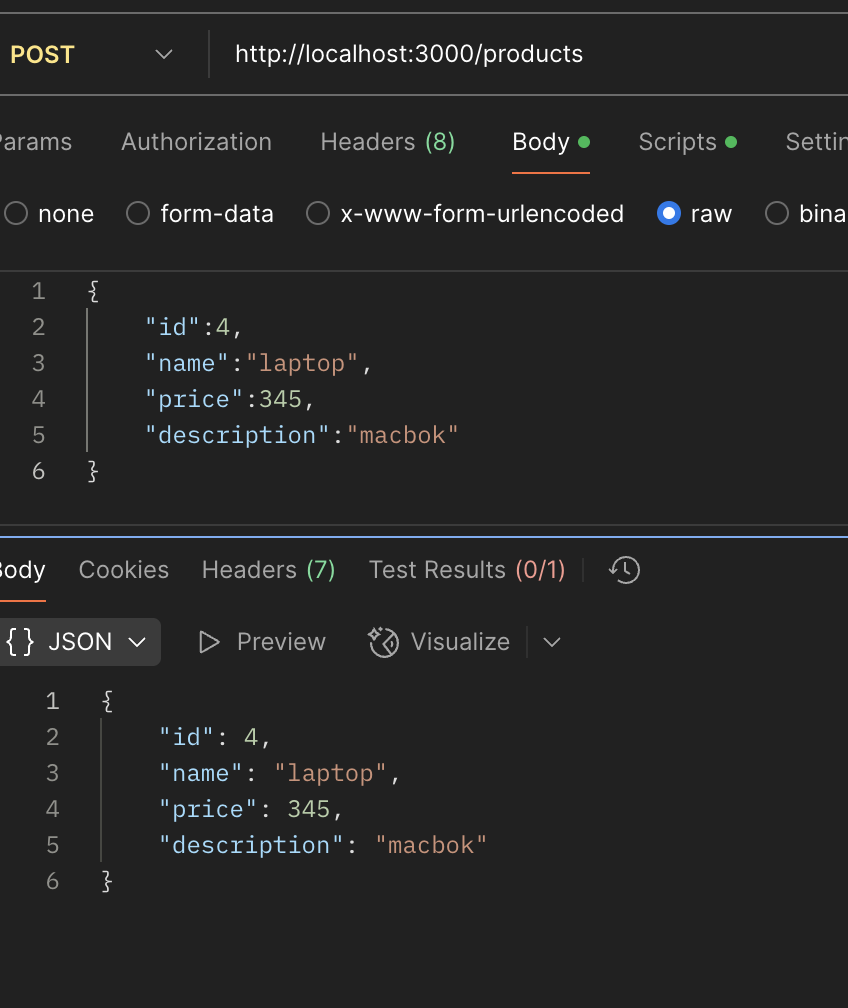 POST http://localhost:3000/products
arams Authorization Headers (8) Body Scripts Settin
none form-data x-www-form-urlencoded raw bina
1 {
2 "id":4,
3 "name":"laptop",
4 "price":345,
5 "description":"macbok"
6 }
Body Cookies Headers (7) Test Results (0/1)
{} JSON Preview Visualize
1 {
2 "id": 4,
3 "name": "laptop",
4 "price": 345,
5 "description": "macbok"
6 }